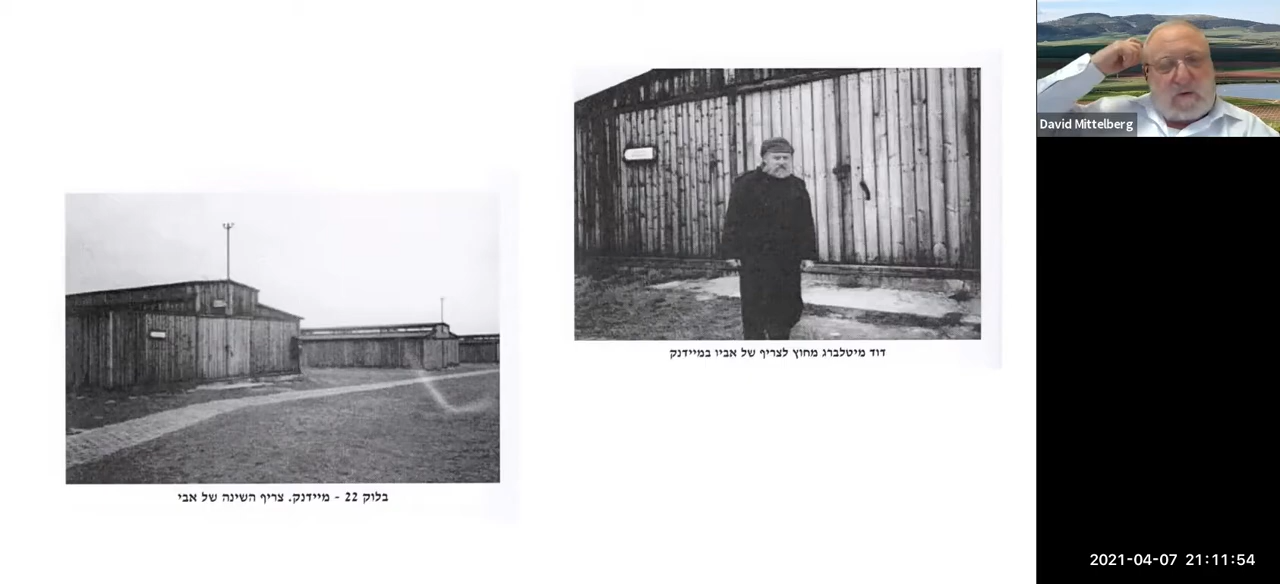 דוד מיטלברג מחוץ לצריף של אביו במיידנק
בלוק 22 - מיידנק. צריף השינה של אבי
David Mittelberg
2021-04-07 21:11:54